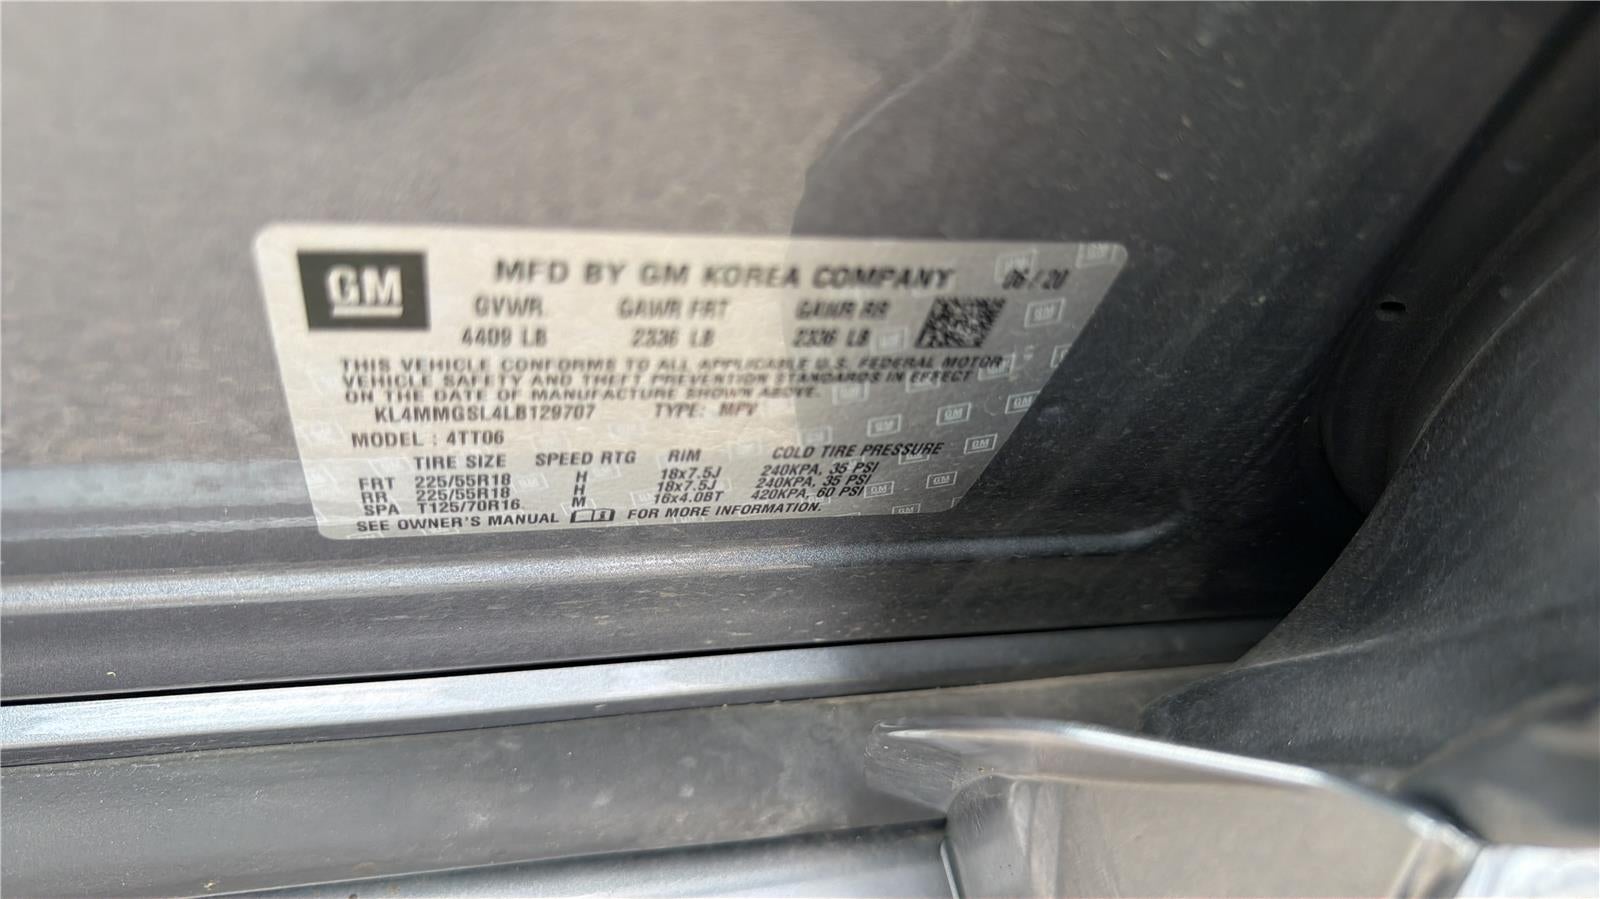 GM MFD BY GM KOREA COMPANY 06/20
GVWR GAWR FRT GAWR RR
4409 LB 2336 LB 2336 LB
THIS VEHICLE CONFORMS TO ALL APPLICABLE U.S. FEDERAL MOTOR
VEHICLE SAFETY AND THEFT PREVENTION STANDARDS IN EFFECT
ON THE DATE OF MANUFACTURE SHOWN ABOVE.
KL4MMGSL4LB129707 TYPE: MPV
MODEL : 4TT06
TIRE SIZE SPEED RTG RIM COLD TIRE PRESSURE
FRT 225/55R18 H 18x7.5J 240KPA, 35 PSI
RR 225/55R18 H 18x7.5J 240KPA, 35 PSI
SPA T125/70R16 M 16x4.0BT 420KPA, 60 PSI
SEE OWNER'S MANUAL FOR MORE INFORMATION.